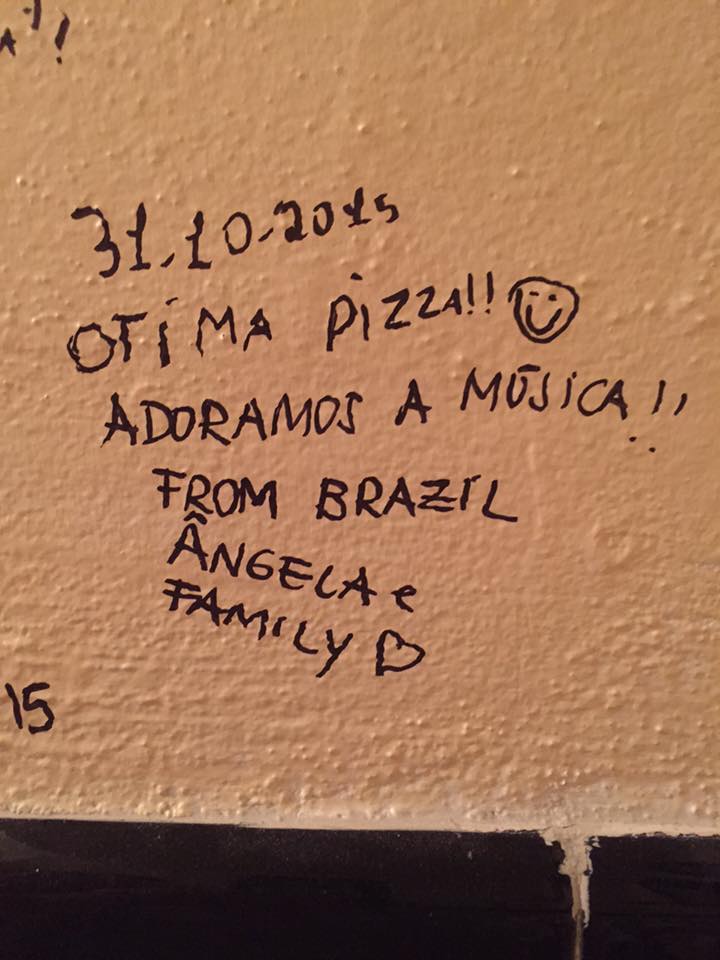 31.10.2015
OTIMA PIZZA!!
ADORAMOS A MÚSICA!!
FROM BRAZIL
ÂNGELA e
FAMILY
15